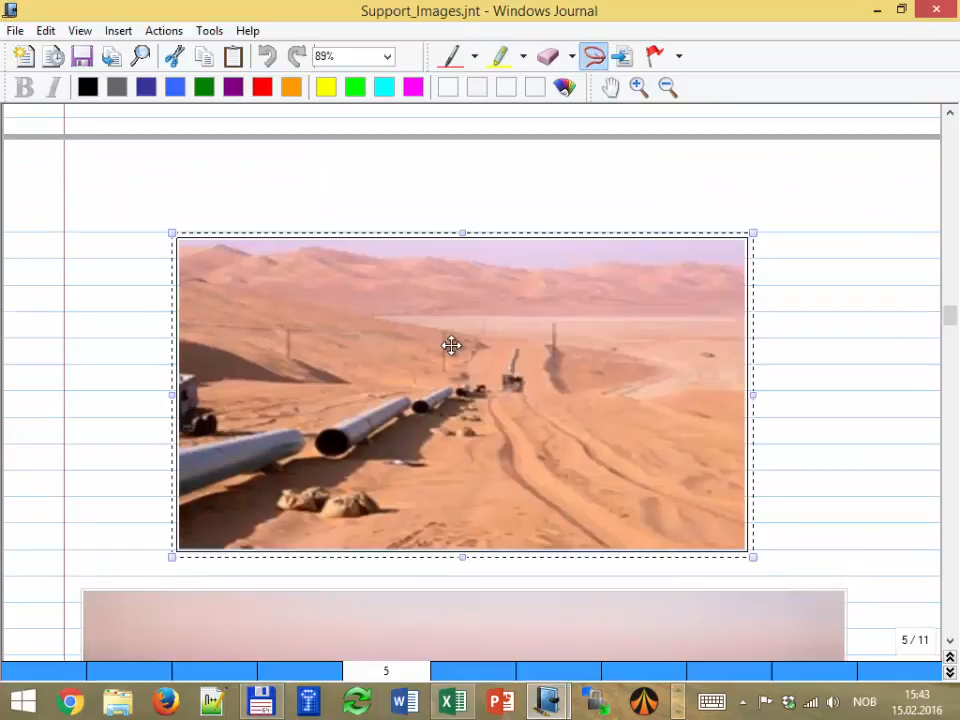 Support_Images.jnt - Windows Journal
File Edit View Insert Actions Tools Help
89%
B I
5 / 11
5
NOB
15:43
15.02.2016